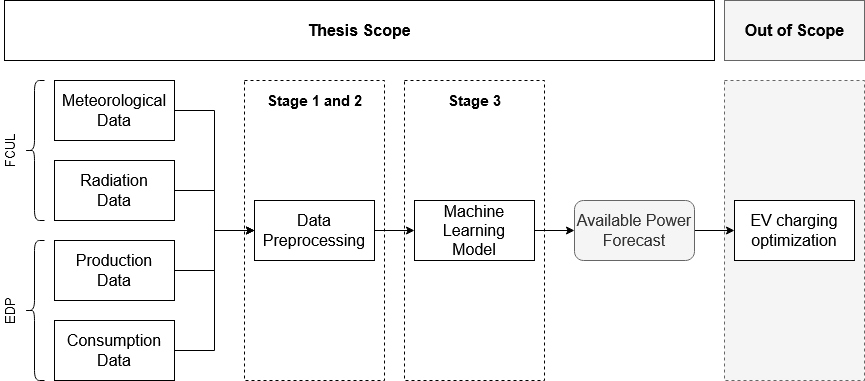 Thesis Scope
Out of Scope
FCUL
Meteorological
Data
Radiation
Data
EDP
Production
Data
Consumption
Data
Stage 1 and 2
Data
Preprocessing
Stage 3
Machine
Learning
Model
Available Power
Forecast
EV charging
optimization